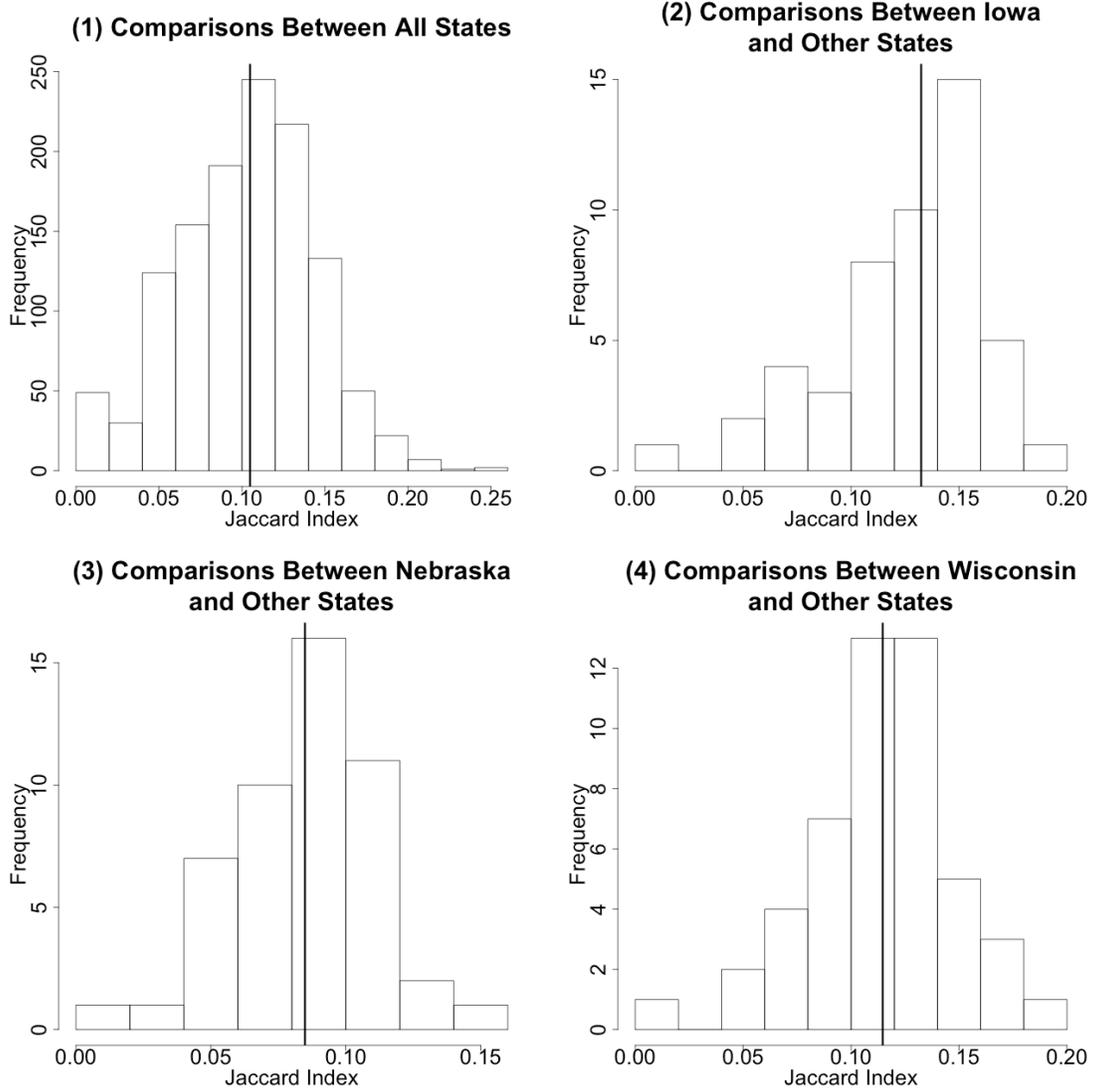 (1) Comparisons Between All States
Frequency
0
50
100
150
200
250
0.00 0.05 0.10 0.15 0.20 0.25
Jaccard Index
(2) Comparisons Between Iowa
and Other States
Frequency
0
5
10
15
0.00 0.05 0.10 0.15 0.20
Jaccard Index
(3) Comparisons Between Nebraska
and Other States
Frequency
0
5
10
15
0.00 0.05 0.10 0.15
Jaccard Index
(4) Comparisons Between Wisconsin
and Other States
Frequency
0
2
4
6
8
10
12
0.00 0.05 0.10 0.15 0.20
Jaccard Index